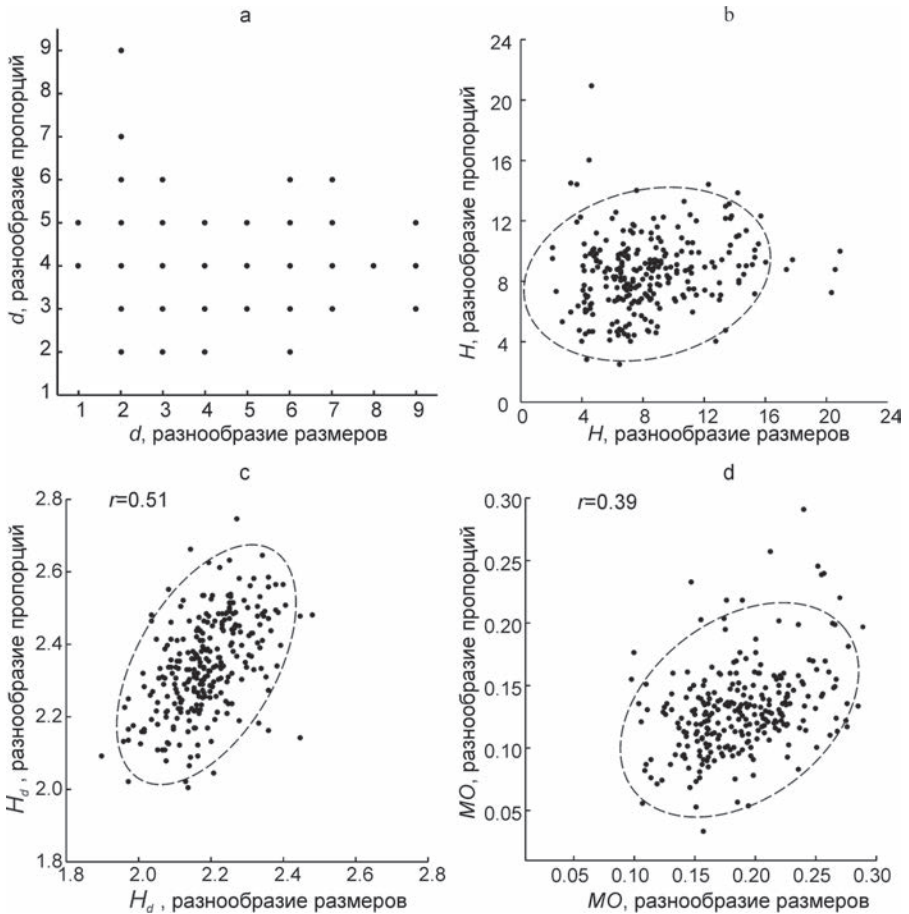 a
9
8
7
6
5
4
3
2
1
d, разнообразие пропорций
1 2 3 4 5 6 7 8 9
d, разнообразие размеров
b
24
20
16
12
8
4
0
H, разнообразие пропорций
0 4 8 12 16 20 24
H, разнообразие размеров
c
r=0.51
2.8
2.6
2.4
2.2
2.0
1.8
H_d, разнообразие пропорций
1.8 2.0 2.2 2.4 2.6 2.8
H_d, разнообразие размеров
d
r=0.39
0.30
0.25
0.20
0.15
0.10
0.05
MO, разнообразие пропорций
0.05 0.10 0.15 0.20 0.25 0.30
MO, разнообразие размеров